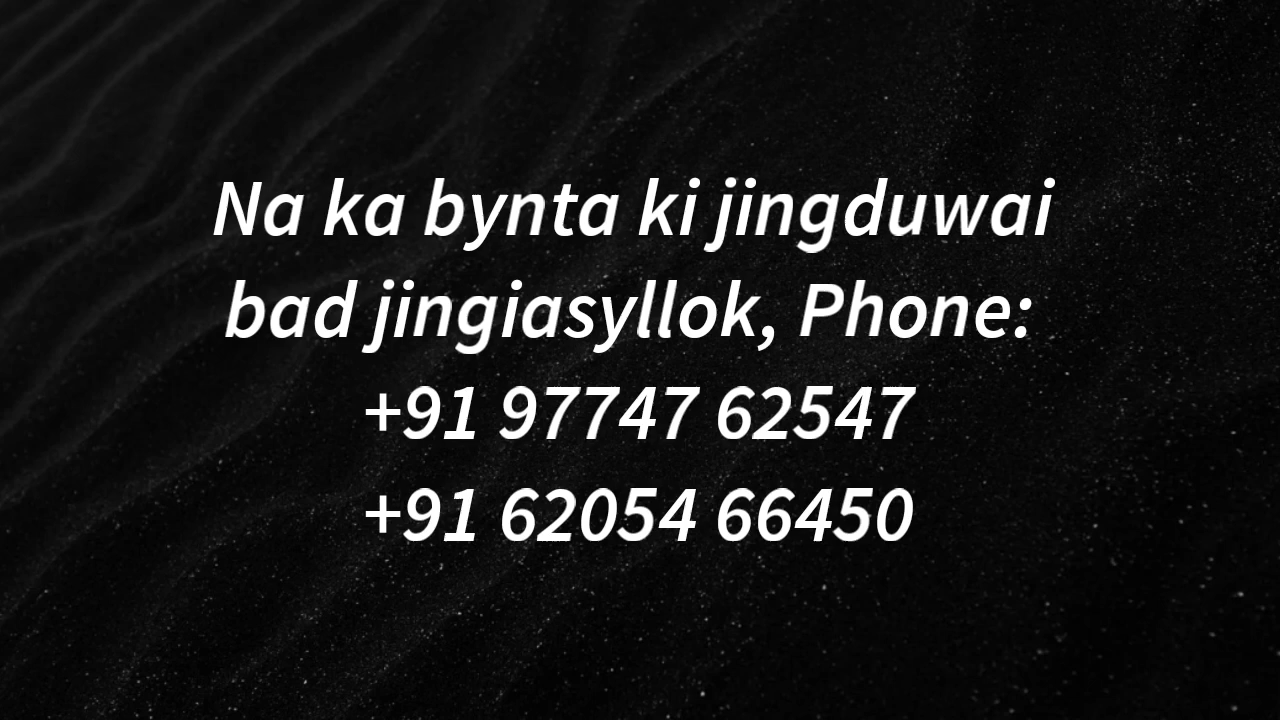 Na ka bynta ki jingduwai
bad jingiasyllok, Phone:
+91 97747 62547
+91 62054 66450